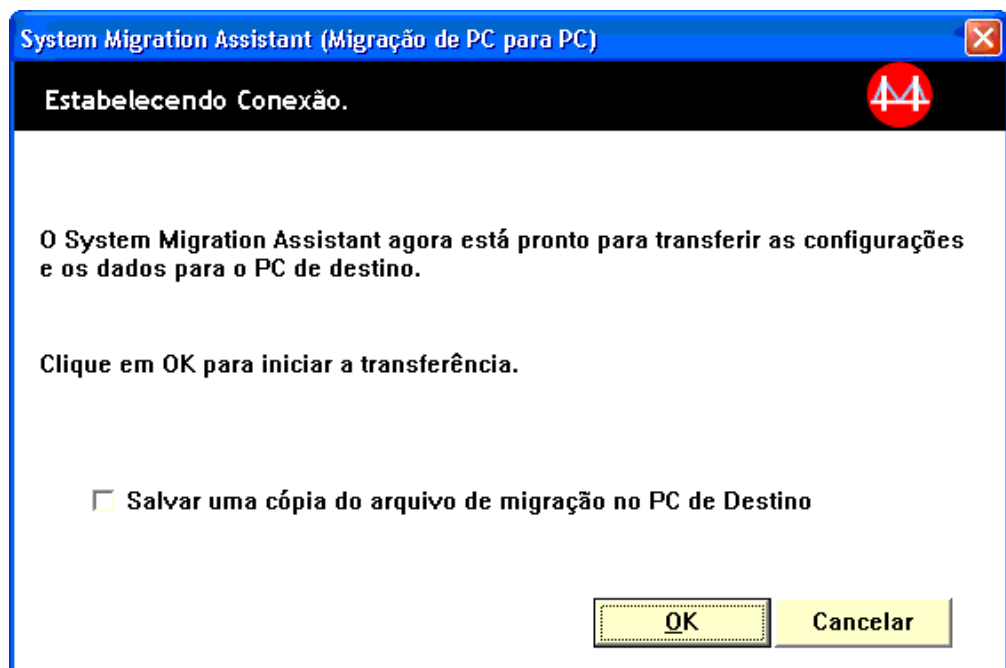 System Migration Assistant (Migração de PC para PC)
Estabelecendo Conexão.
O System Migration Assistant agora está pronto para transferir as configurações
e os dados para o PC de destino.
Clique em OK para iniciar a transferência.
Salvar uma cópia do arquivo de migração no PC de Destino
OK Cancelar